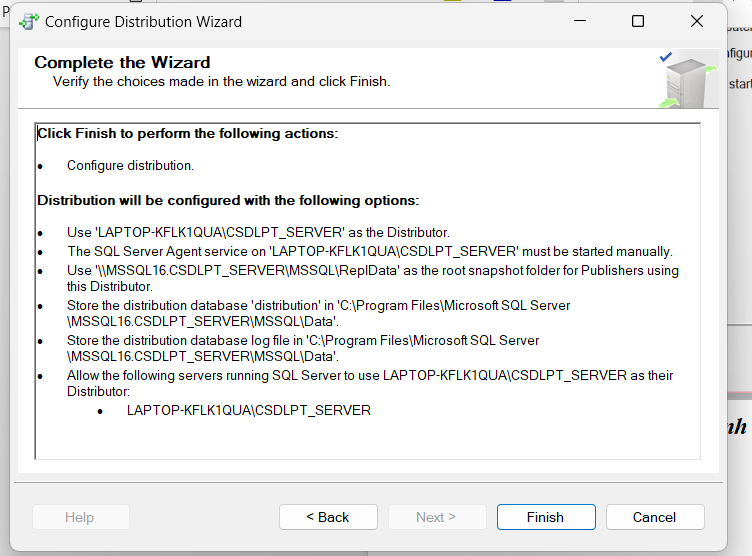 Configure Distribution Wizard
Complete the Wizard
Verify the choices made in the wizard and click Finish.
Click Finish to perform the following actions:
• Configure distribution.
Distribution will be configured with the following options:
• Use 'LAPTOP-KFLK1QUA\CSDLPT_SERVER' as the Distributor.
• The SQL Server Agent service on 'LAPTOP-KFLK1QUA\CSDLPT_SERVER' must be started manually.
• Use '\\MSSQL16.CSDLPT_SERVER\MSSQL\ReplData' as the root snapshot folder for Publishers using
this Distributor.
• Store the distribution database 'distribution' in 'C:\Program Files\Microsoft SQL Server
\MSSQL16.CSDLPT_SERVER\MSSQL\Data'.
• Store the distribution database log file in 'C:\Program Files\Microsoft SQL Server
\MSSQL16.CSDLPT_SERVER\MSSQL\Data'.
• Allow the following servers running SQL Server to use LAPTOP-KFLK1QUA\CSDLPT_SERVER as their
Distributor:
• LAPTOP-KFLK1QUA\CSDLPT_SERVER
Help
< Back
Next >
Finish
Cancel